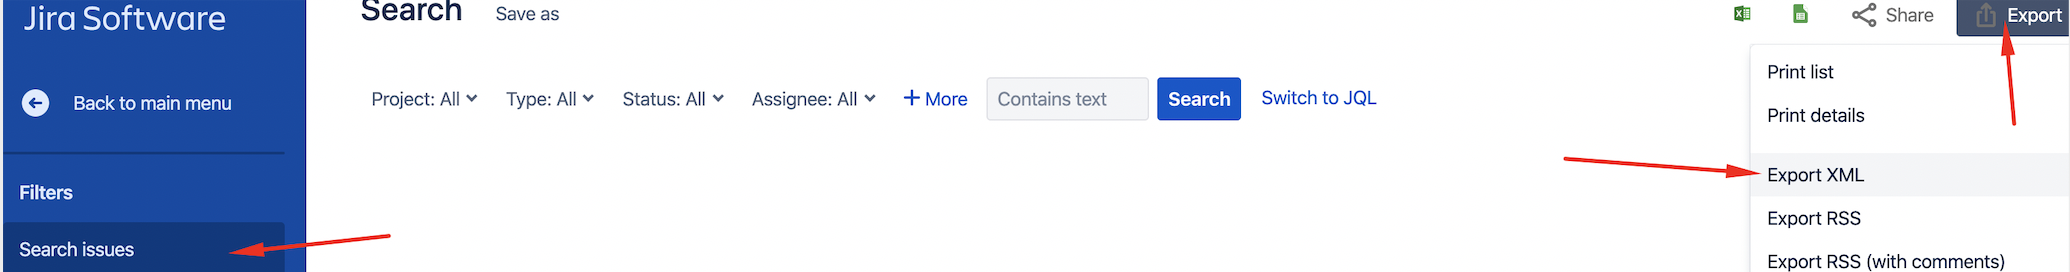 Jira Software
Back to main menu
Filters
Search issues
Search Save as
Share Export
Project: All Type: All Status: All Assignee: All + More Contains text Search Switch to JQL
Print list
Print details
Export XML
Export RSS
Export RSS (with comments)